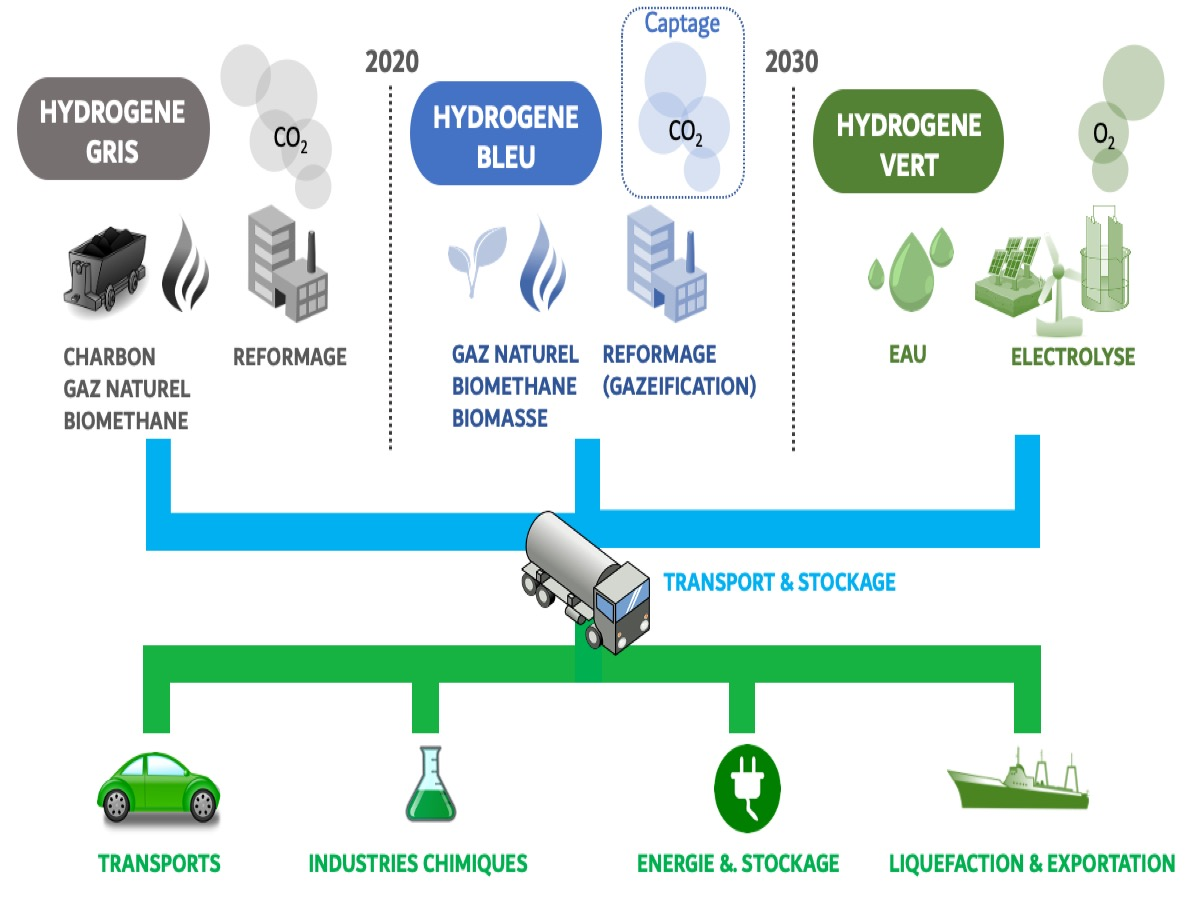 Captage
2020
2030
HYDROGENE
GRIS
CO2
HYDROGENE
BLEU
CO2
HYDROGENE
VERT
O2
CHARBON
GAZ NATUREL
BIOMETHANE
REFORMAGE
GAZ NATUREL
BIOMETHANE
BIOMASSE
REFORMAGE
(GAZEIFICATION)
EAU
ELECTROLYSE
TRANSPORT & STOCKAGE
TRANSPORTS
INDUSTRIES CHIMIQUES
ENERGIE &. STOCKAGE
LIQUEFACTION & EXPORTATION